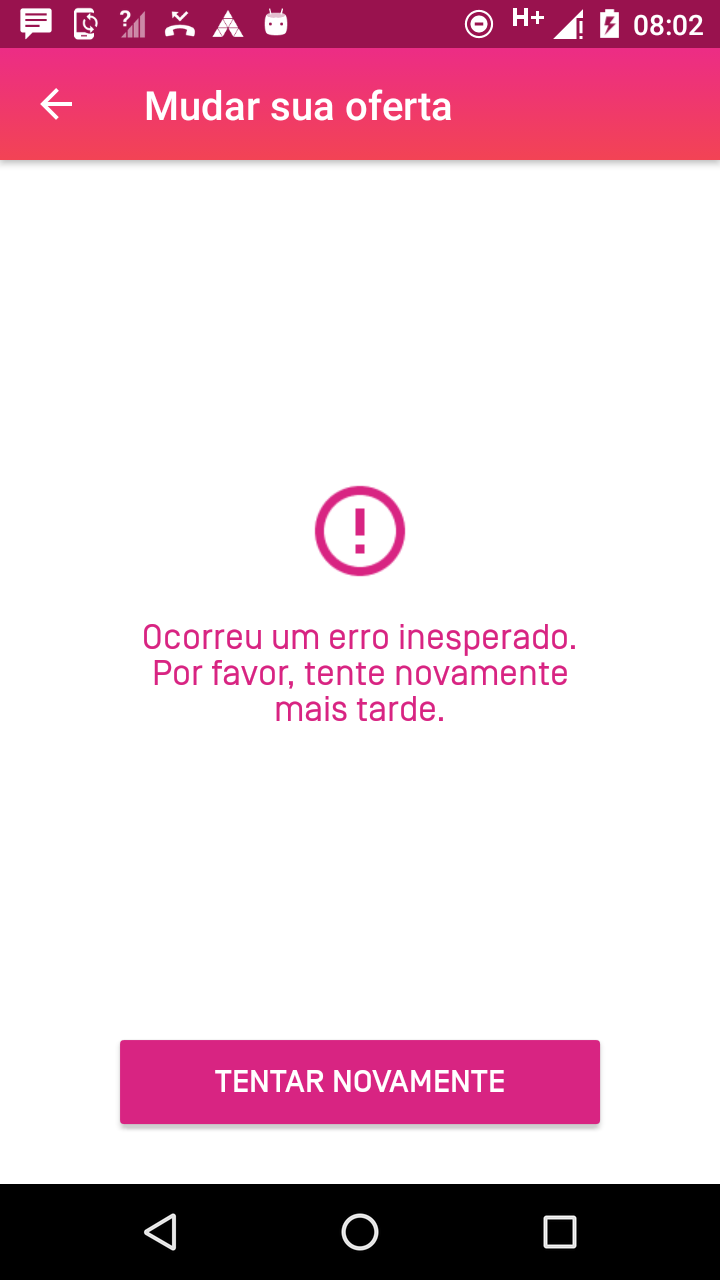 H+ 08:02
Mudar sua oferta
Ocorreu um erro inesperado.
Por favor, tente novamente
mais tarde.
TENTAR NOVAMENTE